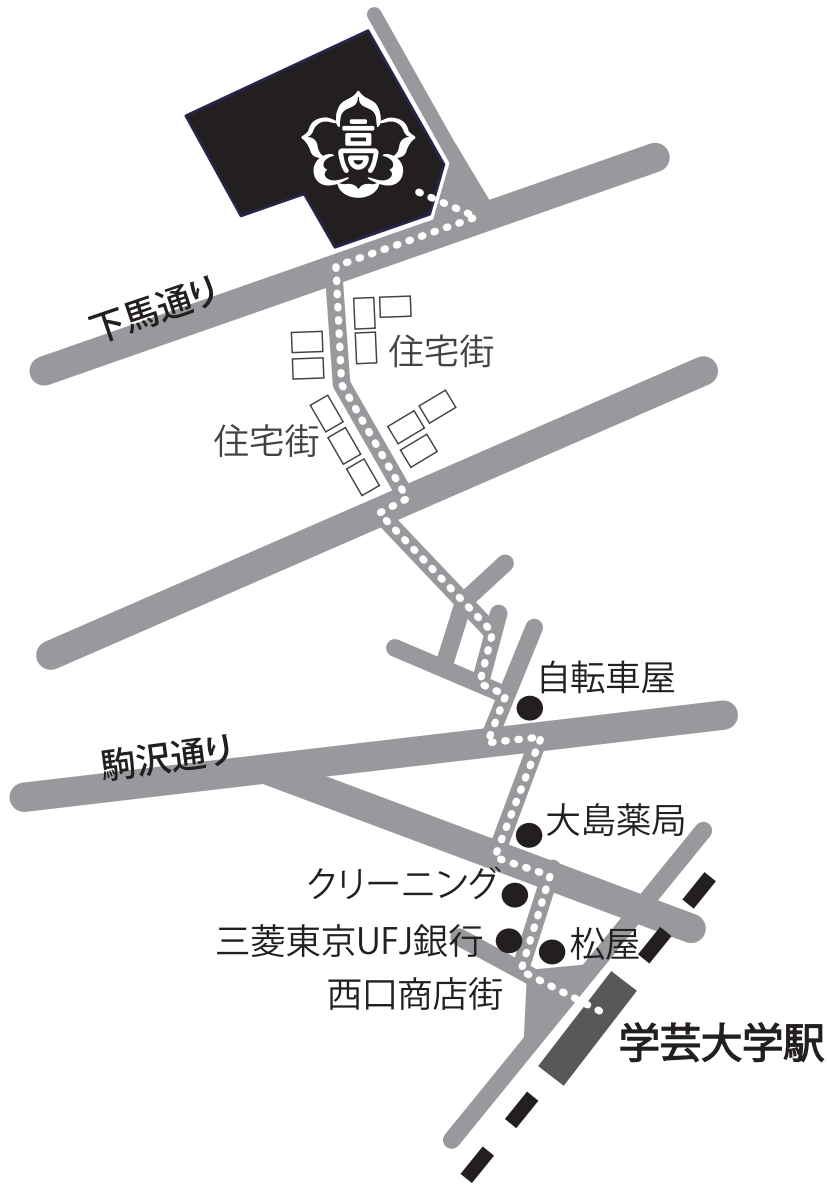 高
下馬通り
住宅街
住宅街
自転車屋
駒沢通り
大島薬局
クリーニング
三菱東京UFJ銀行
松屋
西口商店街
学芸大学駅